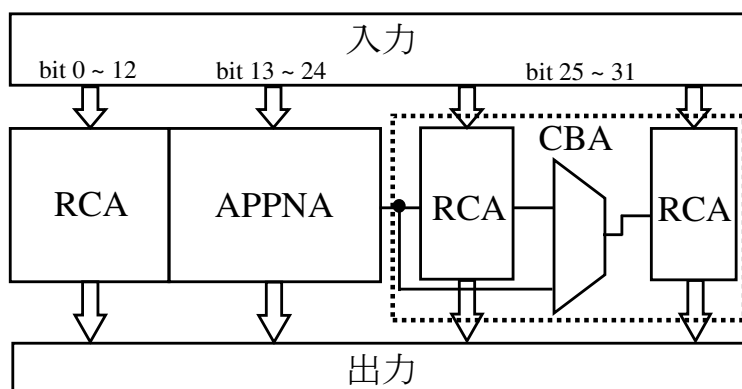 入力
bit 0 ~ 12 bit 13 ~ 24 bit 25 ~ 31
CBA
RCA APPNA RCA RCA
出力